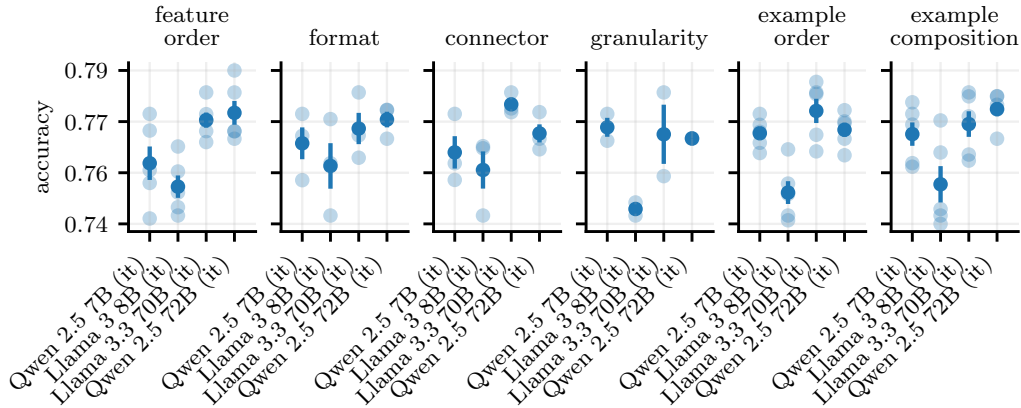 feature
order
format
connector
granularity
example
order
example
composition
accuracy
0.79
0.77
0.76
0.74
Qwen 2.5 7B (it)
Llama 3 8B (it)
Llama 3.3 70B (it)
Qwen 2.5 72B (it)
Qwen 2.5 7B (it)
Llama 3 8B (it)
Llama 3.3 70B (it)
Qwen 2.5 72B (it)
Qwen 2.5 7B (it)
Llama 3 8B (it)
Llama 3.3 70B (it)
Qwen 2.5 72B (it)
Qwen 2.5 7B (it)
Llama 3 8B (it)
Llama 3.3 70B (it)
Qwen 2.5 72B (it)
Qwen 2.5 7B (it)
Llama 3 8B (it)
Llama 3.3 70B (it)
Qwen 2.5 72B (it)
Qwen 2.5 7B (it)
Llama 3 8B (it)
Llama 3.3 70B (it)
Qwen 2.5 72B (it)